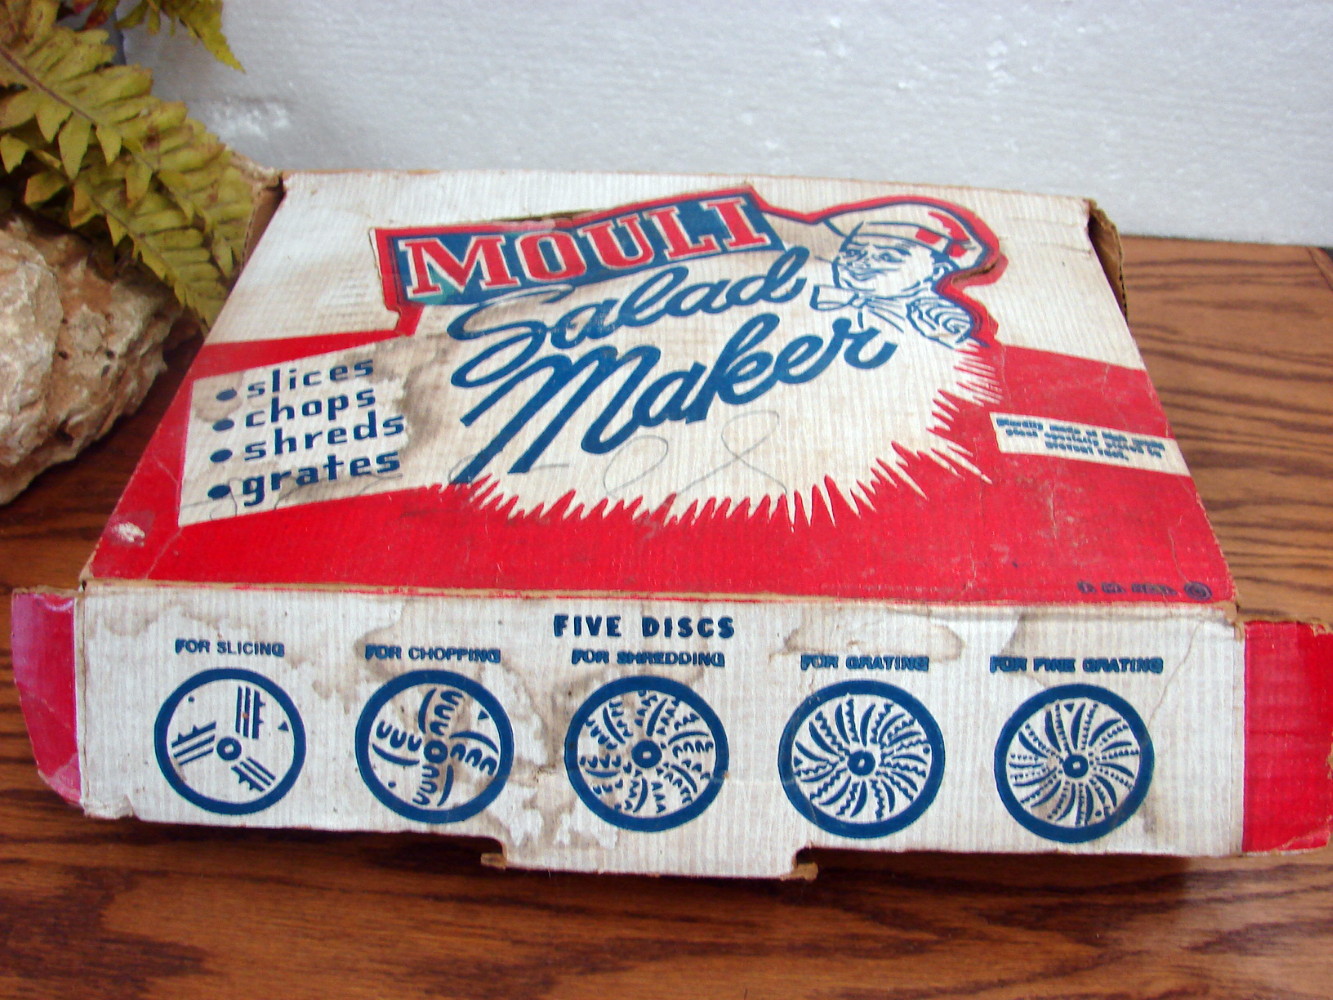 MOULI
Salad
Maker
• slices
• chops
• shreds
• grates
FIVE DISCS
FOR SLICING
FOR CHOPPING
FOR SHREDDING
FOR GRATING
FOR FINE GRATING